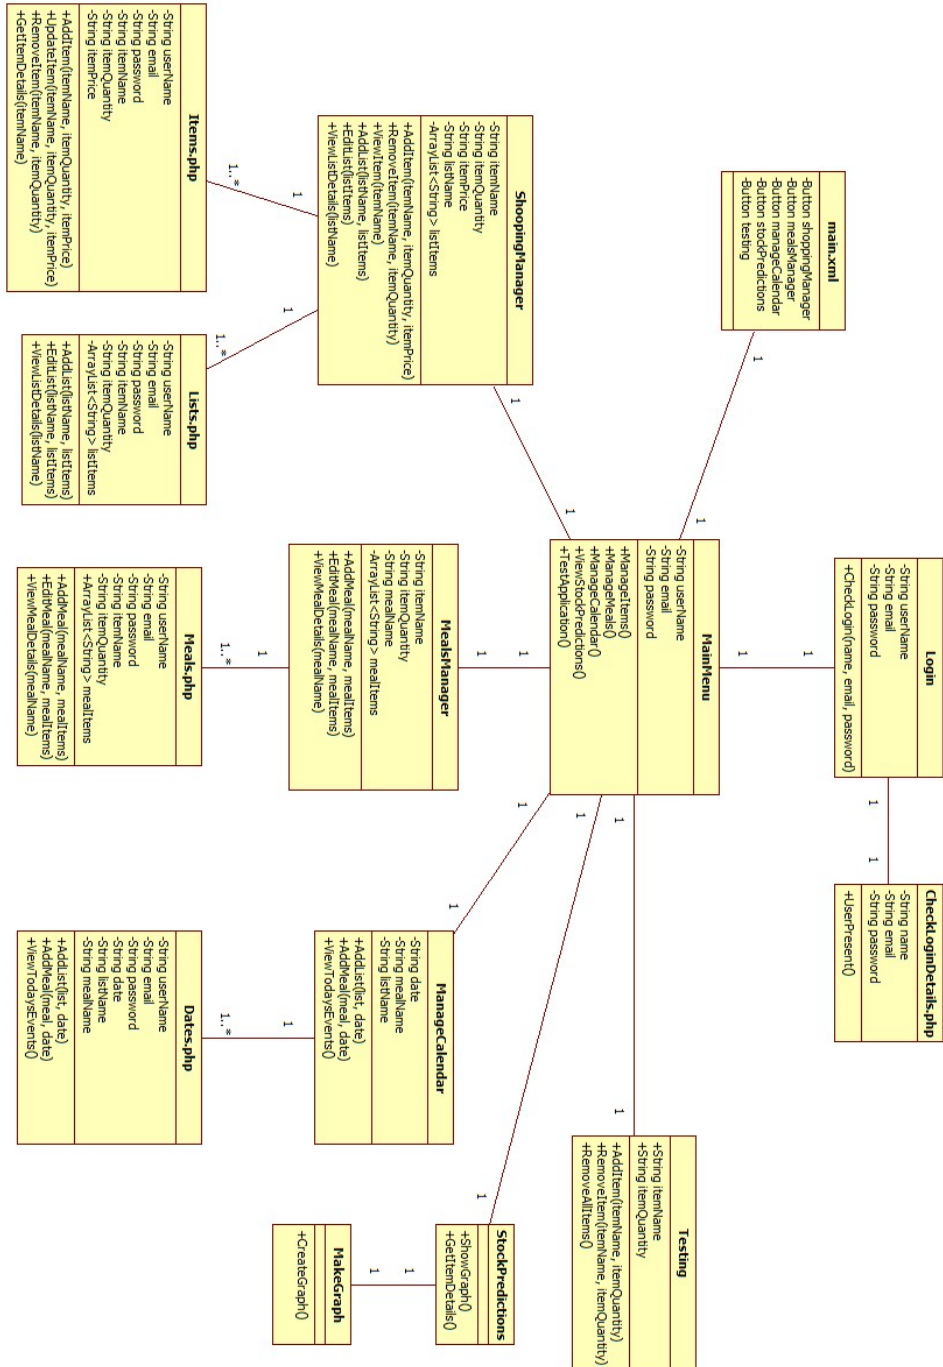 Login
-String userName
-String email
-String password
+CheckLogin(name, email, password)
1
1
CheckLoginDetails.php
-String name
-String email
-String password
+UserPresent()
1
1
main.xml
-Button shoppingManager
-Button mealsManager
-Button manageCalendar
-Button stockPredictions
-Button testing
1
1
MainMenu
-String userName
-String email
-String password
+ManageItems()
+ManageMeals()
+ManageCalendar()
+ViewStockPredictions()
+TestApplication()
1
1
Testing
+String itemName
+String itemQuantity
+AddItem(itemName, itemQuantity)
+RemoveItem(itemName, itemQuantity)
+RemoveAllItems()
1
1
ShoopingManager
-String itemName
-String itemQuantity
-String itemPrice
-String listName
-ArrayList<String> listItems
+AddItem(itemName, itemQuantity, itemPrice)
+RemoveItem(itemName, itemQuantity)
+ViewItem(itemName)
+AddList(listName, listItems)
+EditList(listItems)
+ViewListDetails(listName)
1
1
MealsManager
-String itemName
-String itemQuantity
-String mealName
-ArrayList<String> mealItems
+AddMeal(mealName, mealItems)
+EditMeal(mealName, mealItems)
+ViewMealDetails(mealName)
1
1
ManageCalendar
-String date
-String mealName
-String listName
+AddList(list, date)
+AddMeal(meal, date)
+ViewTodaysEvents()
1
1
StockPredictions
+ShowGraph()
+GetItemDetails()
1
1
MakeGraph
+CreateGraph()
1
1..*
Items.php
-String userName
-String email
-String password
-String itemName
-String itemQuantity
-String itemPrice
+AddItem(itemName, itemQuantity, itemPrice)
+UpdateItem(itemName, itemQuantity, itemPrice)
+RemoveItem(itemName, itemQuantity)
+GetItemDetails(itemName)
1
1..*
Lists.php
-String userName
-String email
-String password
-String itemName
-String itemQuantity
-ArrayList<String> listItems
+AddList(listName, listItems)
+EditList(listName, listItems)
+ViewListDetails(listName)
1
1..*
Meals.php
-String userName
-String email
-String password
-String itemName
-String itemQuantity
+ArrayList<String> mealItems
+AddMeal(mealName, mealItems)
+EditMeal(mealName, mealItems)
+ViewMealDetails(mealName)
1
1..*
Dates.php
-String userName
-String email
-String password
-String date
-String listName
-String mealName
+AddList(list, date)
+AddMeal(meal, date)
+ViewTodaysEvents()